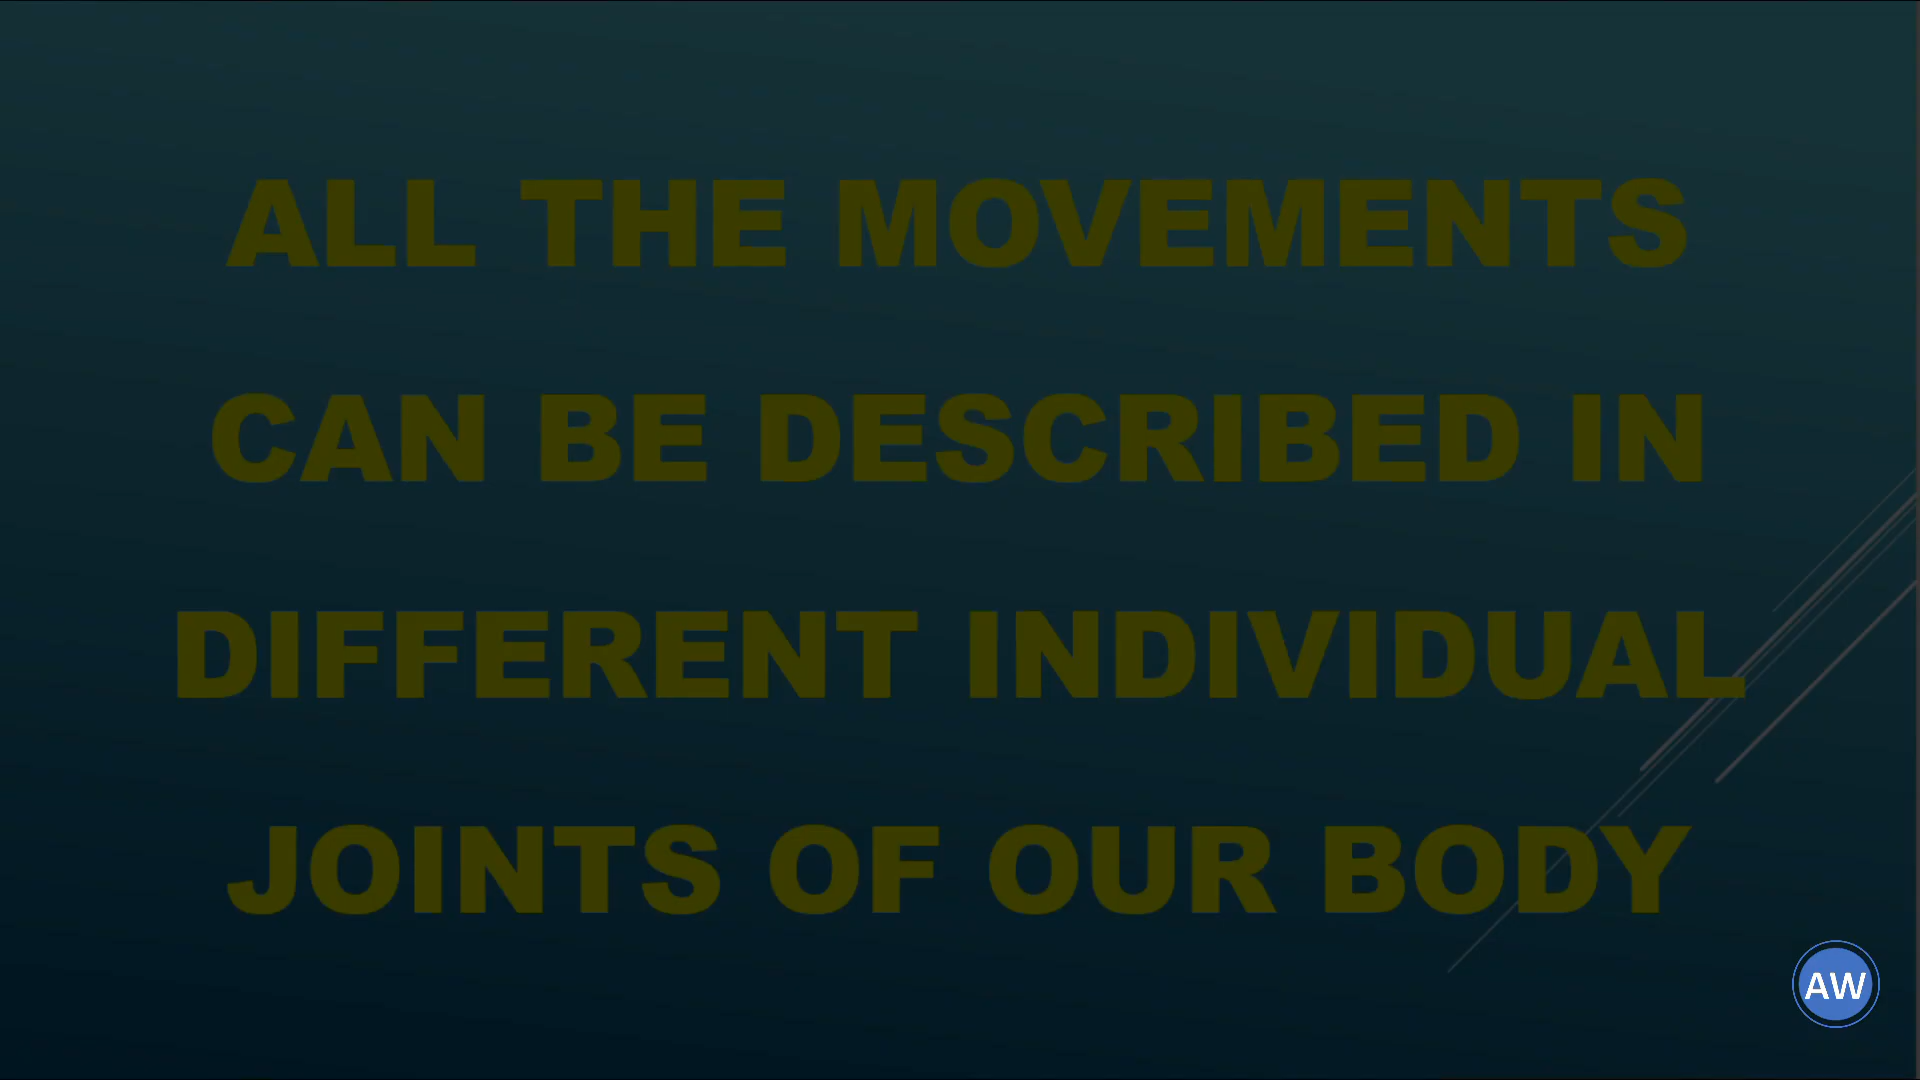 ALL THE MOVEMENTS
CAN BE DESCRIBED IN
DIFFERENT INDIVIDUAL
JOINTS OF OUR BODY
AW